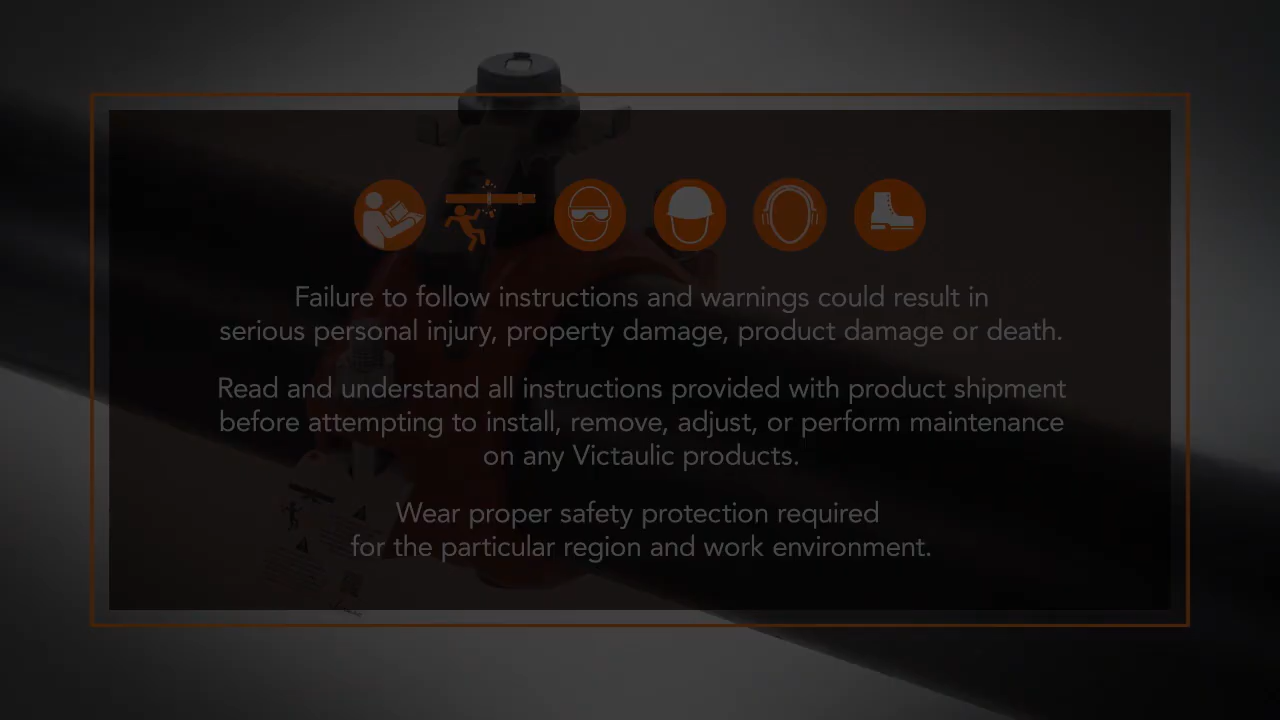 Failure to follow instructions and warnings could result in
serious personal injury, property damage, product damage or death.
Read and understand all instructions provided with product shipment
before attempting to install, remove, adjust, or perform maintenance
on any Victaulic products.
Wear proper safety protection required
for the particular region and work environment.